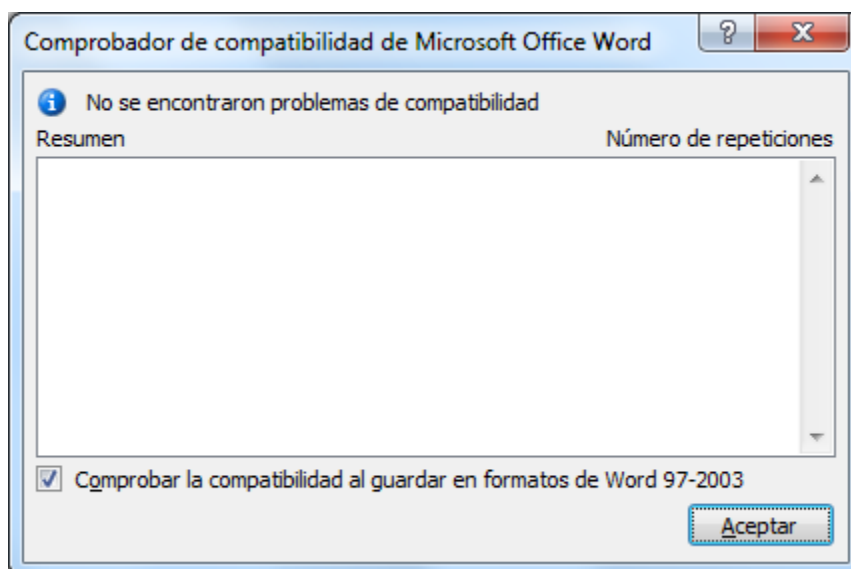 Comprobador de compatibilidad de Microsoft Office Word
No se encontraron problemas de compatibilidad
Resumen Número de repeticiones
Comprobar la compatibilidad al guardar en formatos de Word 97-2003
Aceptar